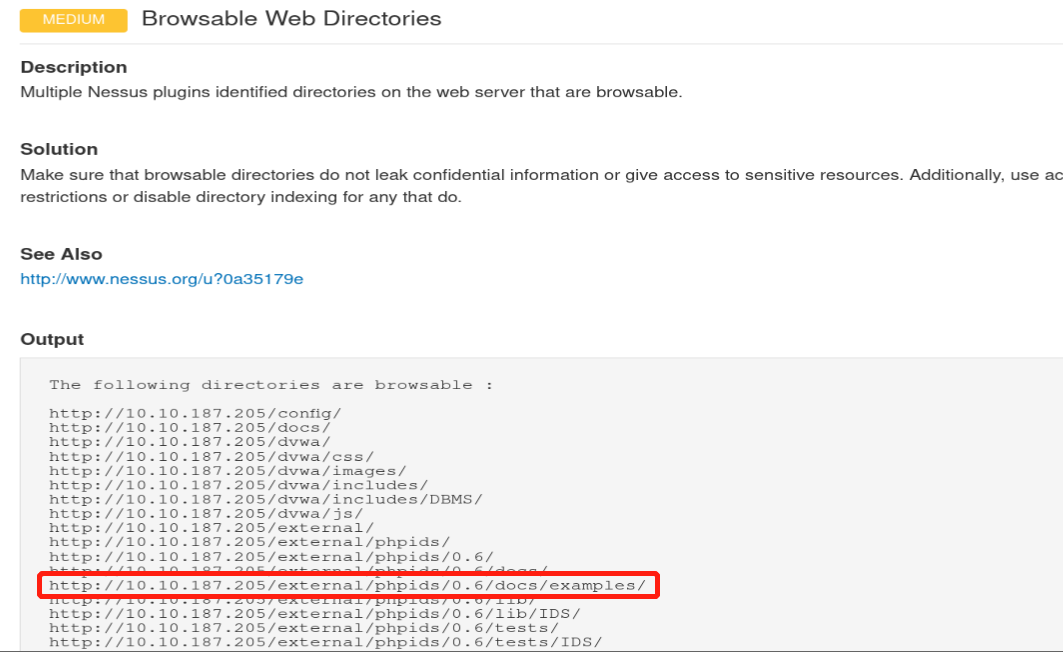 MEDIUM Browsable Web Directories
Description
Multiple Nessus plugins identified directories on the web server that are browsable.
Solution
Make sure that browsable directories do not leak confidential information or give access to sensitive resources. Additionally, use ac
restrictions or disable directory indexing for any that do.
See Also
http://www.nessus.org/u?0a35179e
Output
The following directories are browsable :
http://10.10.187.205/config/
http://10.10.187.205/docs/
http://10.10.187.205/dvwa/
http://10.10.187.205/dvwa/css/
http://10.10.187.205/dvwa/images/
http://10.10.187.205/dvwa/includes/
http://10.10.187.205/dvwa/includes/DBMS/
http://10.10.187.205/dvwa/js/
http://10.10.187.205/external/
http://10.10.187.205/external/phpids/
http://10.10.187.205/external/phpids/0.6/
http://10.10.187.205/external/phpids/0.6/docs/
http://10.10.187.205/external/phpids/0.6/docs/examples/
http://10.10.187.205/external/phpids/0.6/lib/
http://10.10.187.205/external/phpids/0.6/lib/IDS/
http://10.10.187.205/external/phpids/0.6/tests/
http://10.10.187.205/external/phpids/0.6/tests/IDS/